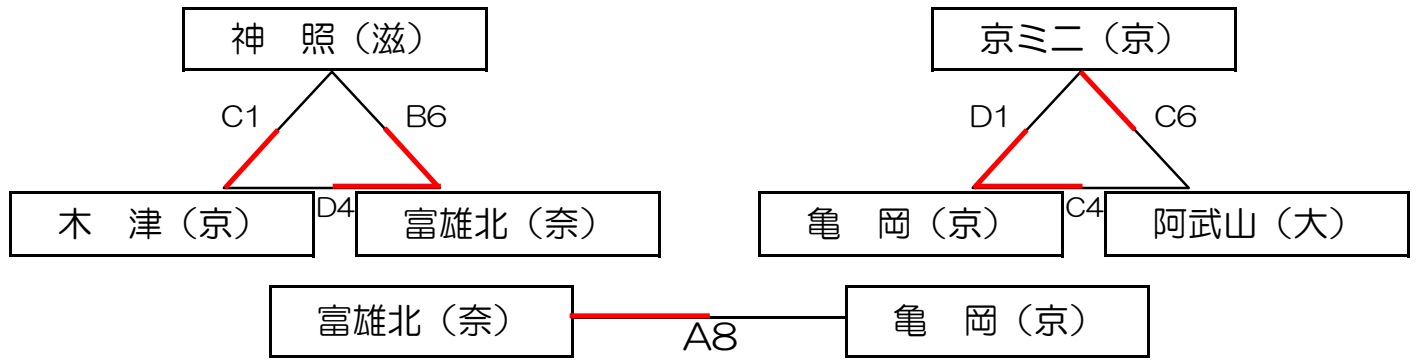 神　照（滋）
京ミニ（京）
C1
B6
D1
C6
木　津（京）
D4
富雄北（奈）
亀　岡（京）
C4
阿武山（大）
富雄北（奈）
A8
亀　岡（京）